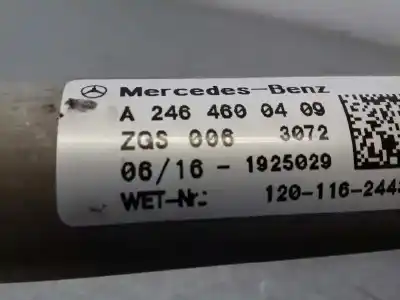 Mercedes-Benz
A 246 460 04 09
ZGS 006 3072
06/16 - 1925029
WET-Nr.: 120-116-244